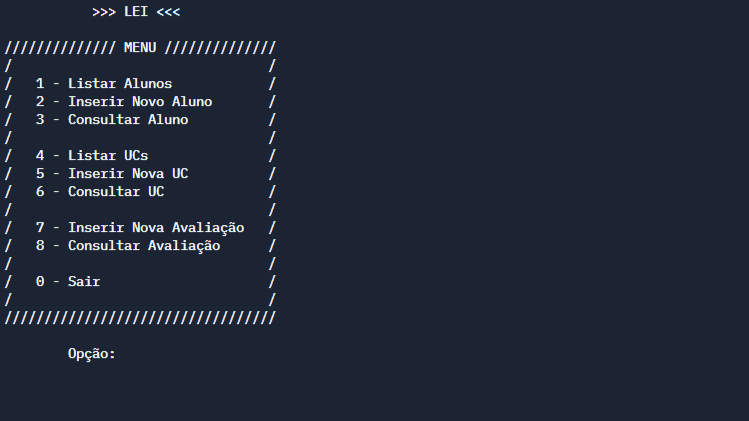 >>> LEI <<<
////////////// MENU //////////////
/                                /
/   1 - Listar Alunos            /
/   2 - Inserir Novo Aluno       /
/   3 - Consultar Aluno          /
/                                /
/   4 - Listar UCs               /
/   5 - Inserir Nova UC          /
/   6 - Consultar UC             /
/                                /
/   7 - Inserir Nova Avaliação   /
/   8 - Consultar Avaliação      /
/                                /
/   0 - Sair                     /
/                                /
//////////////////////////////////
Opção: